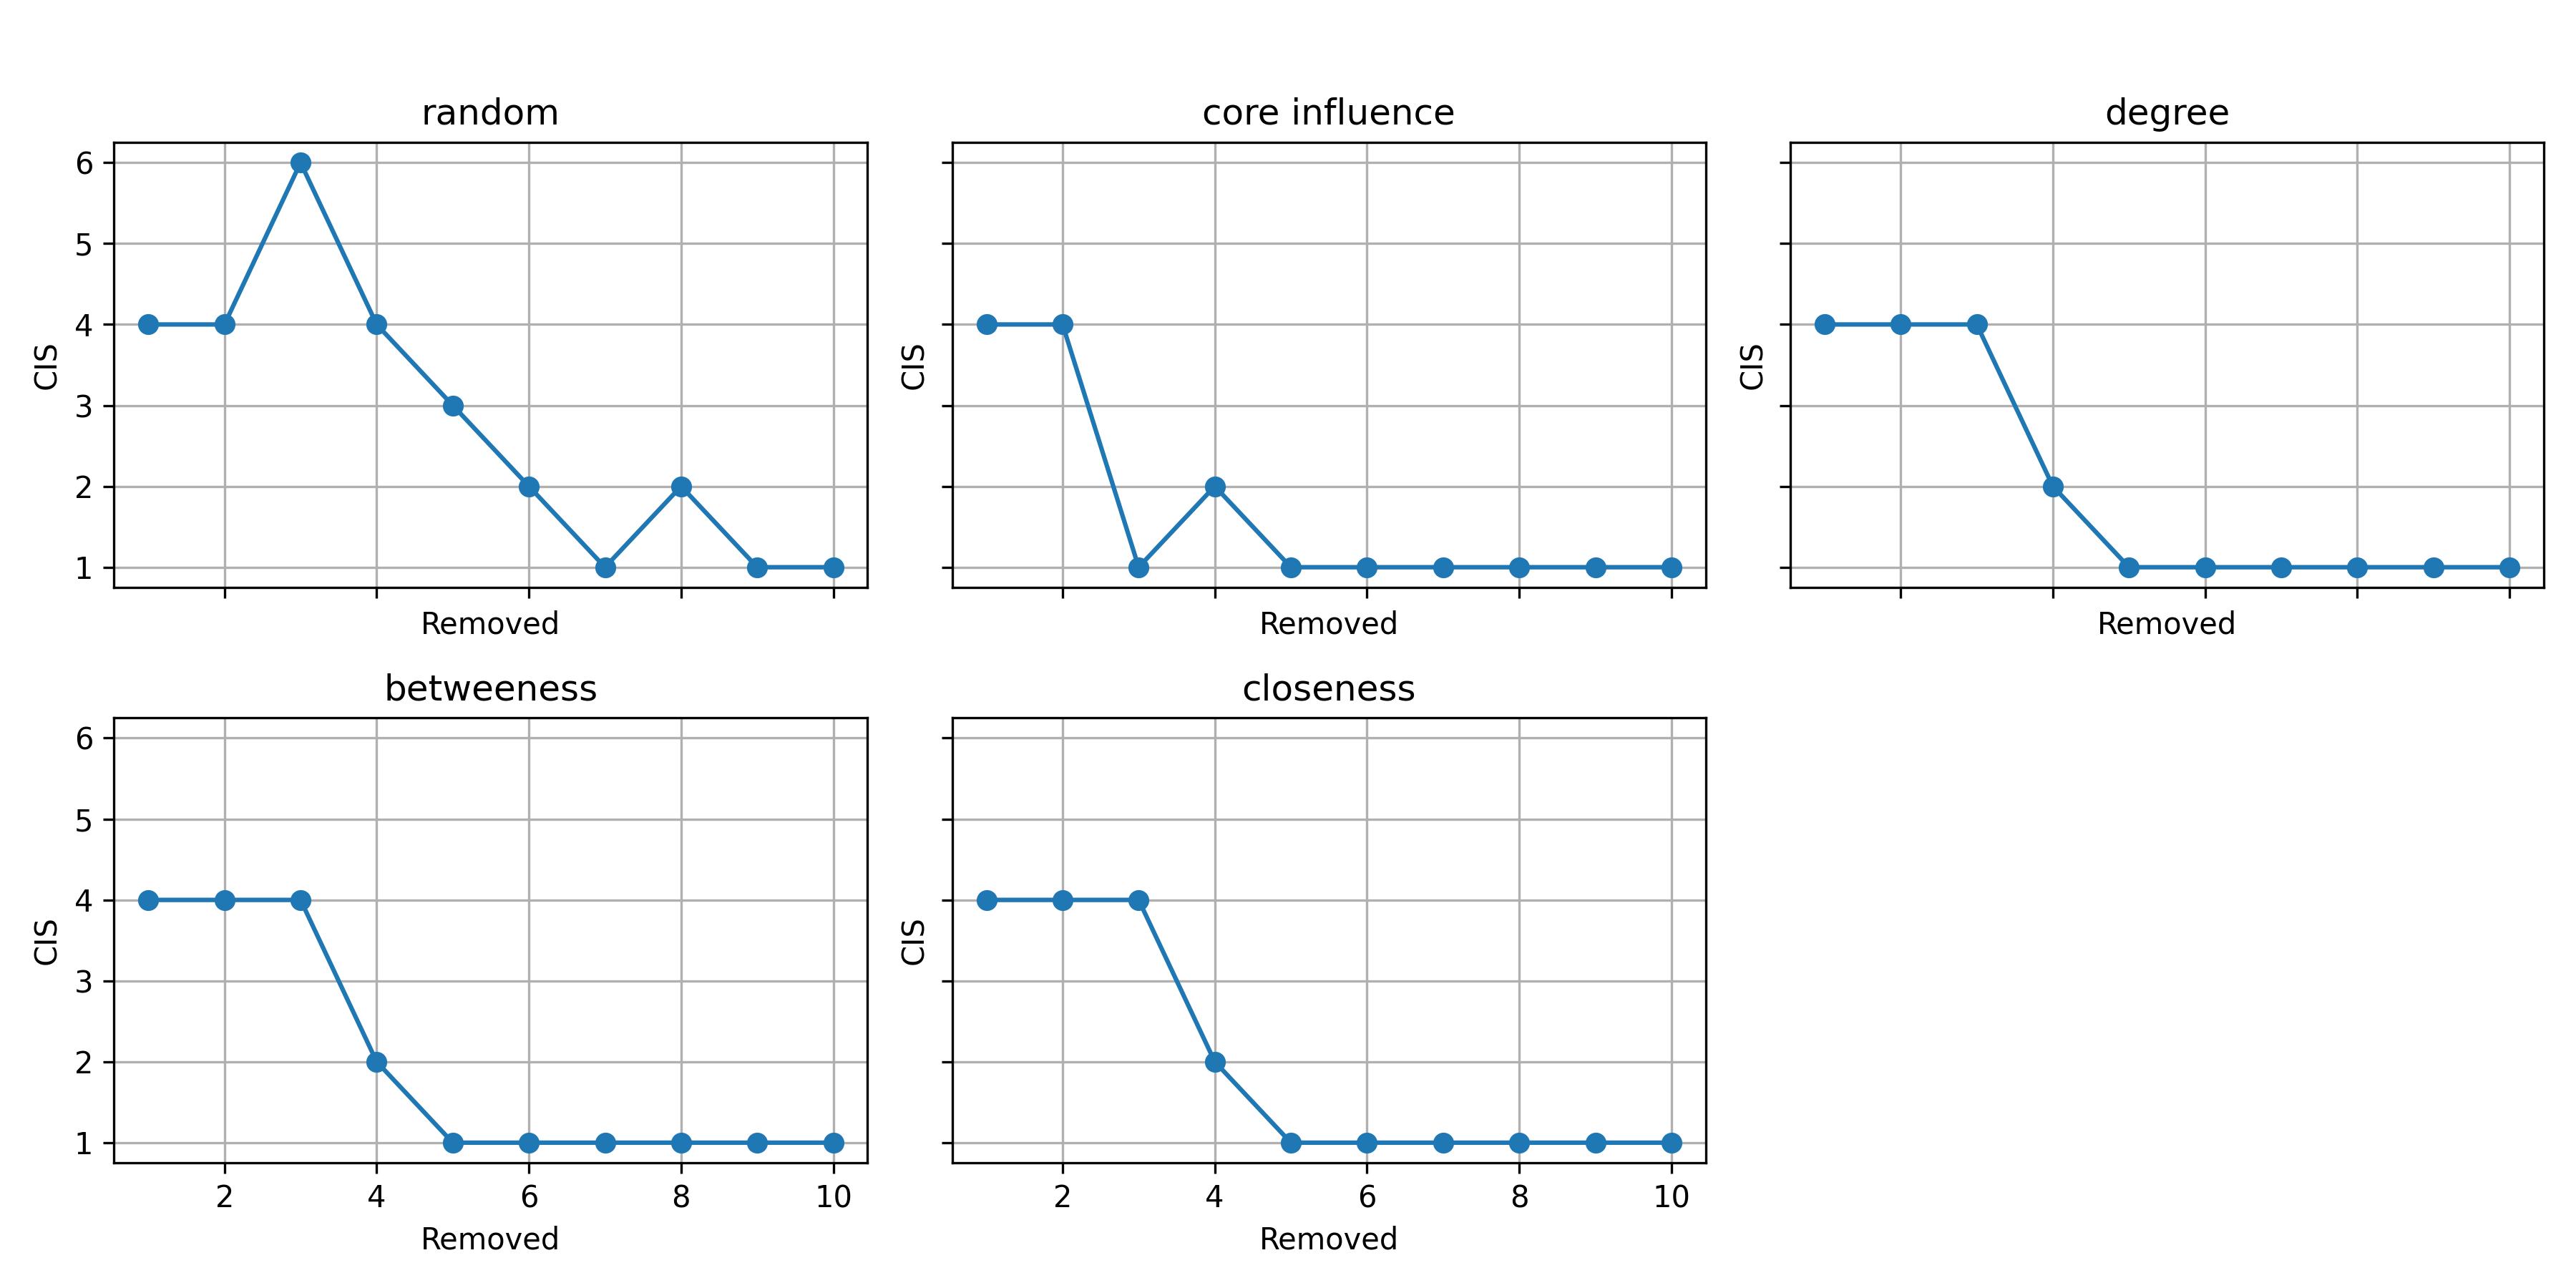 random
core influence
degree
6
5
4
3
2
1
CIS
CIS
CIS
Removed
Removed
Removed
betweeness
closeness
6
5
4
3
2
1
CIS
CIS
2 4 6 8 10
2 4 6 8 10
Removed
Removed